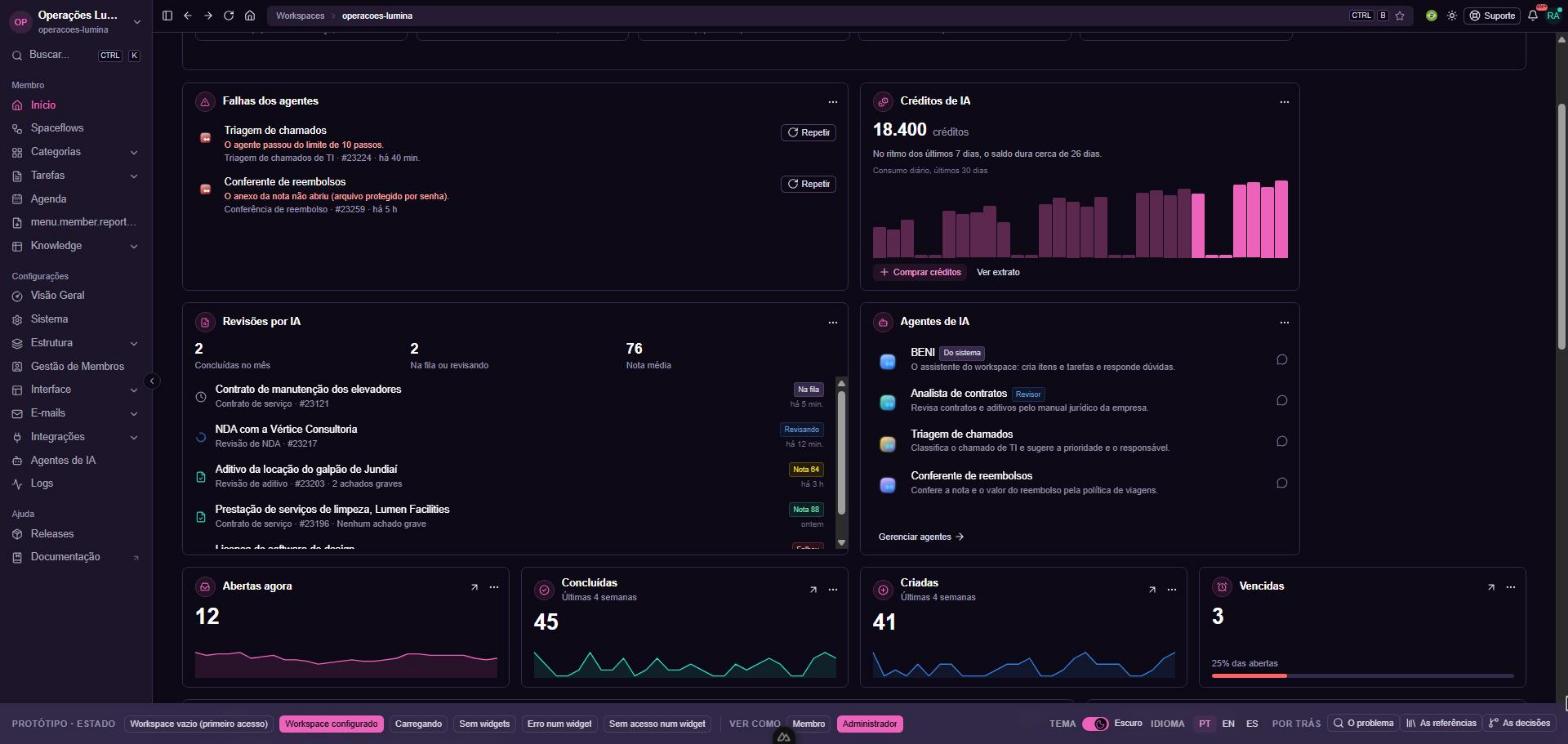 OP
Operações Lu...
operacoes-lumina
Workspaces
operacoes-lumina
CTRL B
Suporte
RA
Buscar...
CTRL K
Membro
Início
Spaceflows
Categorias
Tarefas
Agenda
menu.member.report...
Knowledge
Configurações
Visão Geral
Sistema
Estrutura
Gestão de Membros
Interface
E-mails
Integrações
Agentes de IA
Logs
Ajuda
Releases
Documentação
Falhas dos agentes
Triagem de chamados
O agente passou do limite de 10 passos.
Triagem de chamados de TI · #23224 · há 40 min.
Repetir
Conferente de reembolsos
O anexo da nota não abriu (arquivo protegido por senha).
Conferência de reembolso · #23259 · há 5 h
Repetir
Créditos de IA
18.400 créditos
No ritmo dos últimos 7 dias, o saldo dura cerca de 26 dias.
Consumo diário, últimos 30 dias
Comprar créditos
Ver extrato
Revisões por IA
2
Concluídas no mês
2
Na fila ou revisando
76
Nota média
Contrato de manutenção dos elevadores
Contrato de serviço · #23121
Na fila
há 5 min.
NDA com a Vértice Consultoria
Revisão de NDA · #23217
Revisando
há 12 min.
Aditivo da locação do galpão de Jundiaí
Revisão de aditivo · #23203 · 2 achados graves
Nota 64
há 3 h
Prestação de serviços de limpeza, Lumen Facilities
Contrato de serviço · #23196 · Nenhum achado grave
Nota 88
ontem
Agentes de IA
BENI
Do sistema
O assistente do workspace: cria itens e tarefas e responde dúvidas.
Analista de contratos
Revisor
Revisa contratos e aditivos pelo manual jurídico da empresa.
Triagem de chamados
Classifica o chamado de TI e sugere a prioridade e o responsável.
Conferente de reembolsos
Confere a nota e o valor do reembolso pela política de viagens.
Gerenciar agentes
Abertas agora
12
Concluídas
Últimas 4 semanas
45
Criadas
Últimas 4 semanas
41
Vencidas
3
25% das abertas
PROTÓTIPO · ESTADO
Workspace vazio (primeiro acesso)
Workspace configurado
Carregando
Sem widgets
Erro num widget
Sem acesso num widget
VER COMO
Membro
Administrador
TEMA
Escuro
IDIOMA
PT
EN
ES
POR TRÁS
O problema
As referências
As decisões